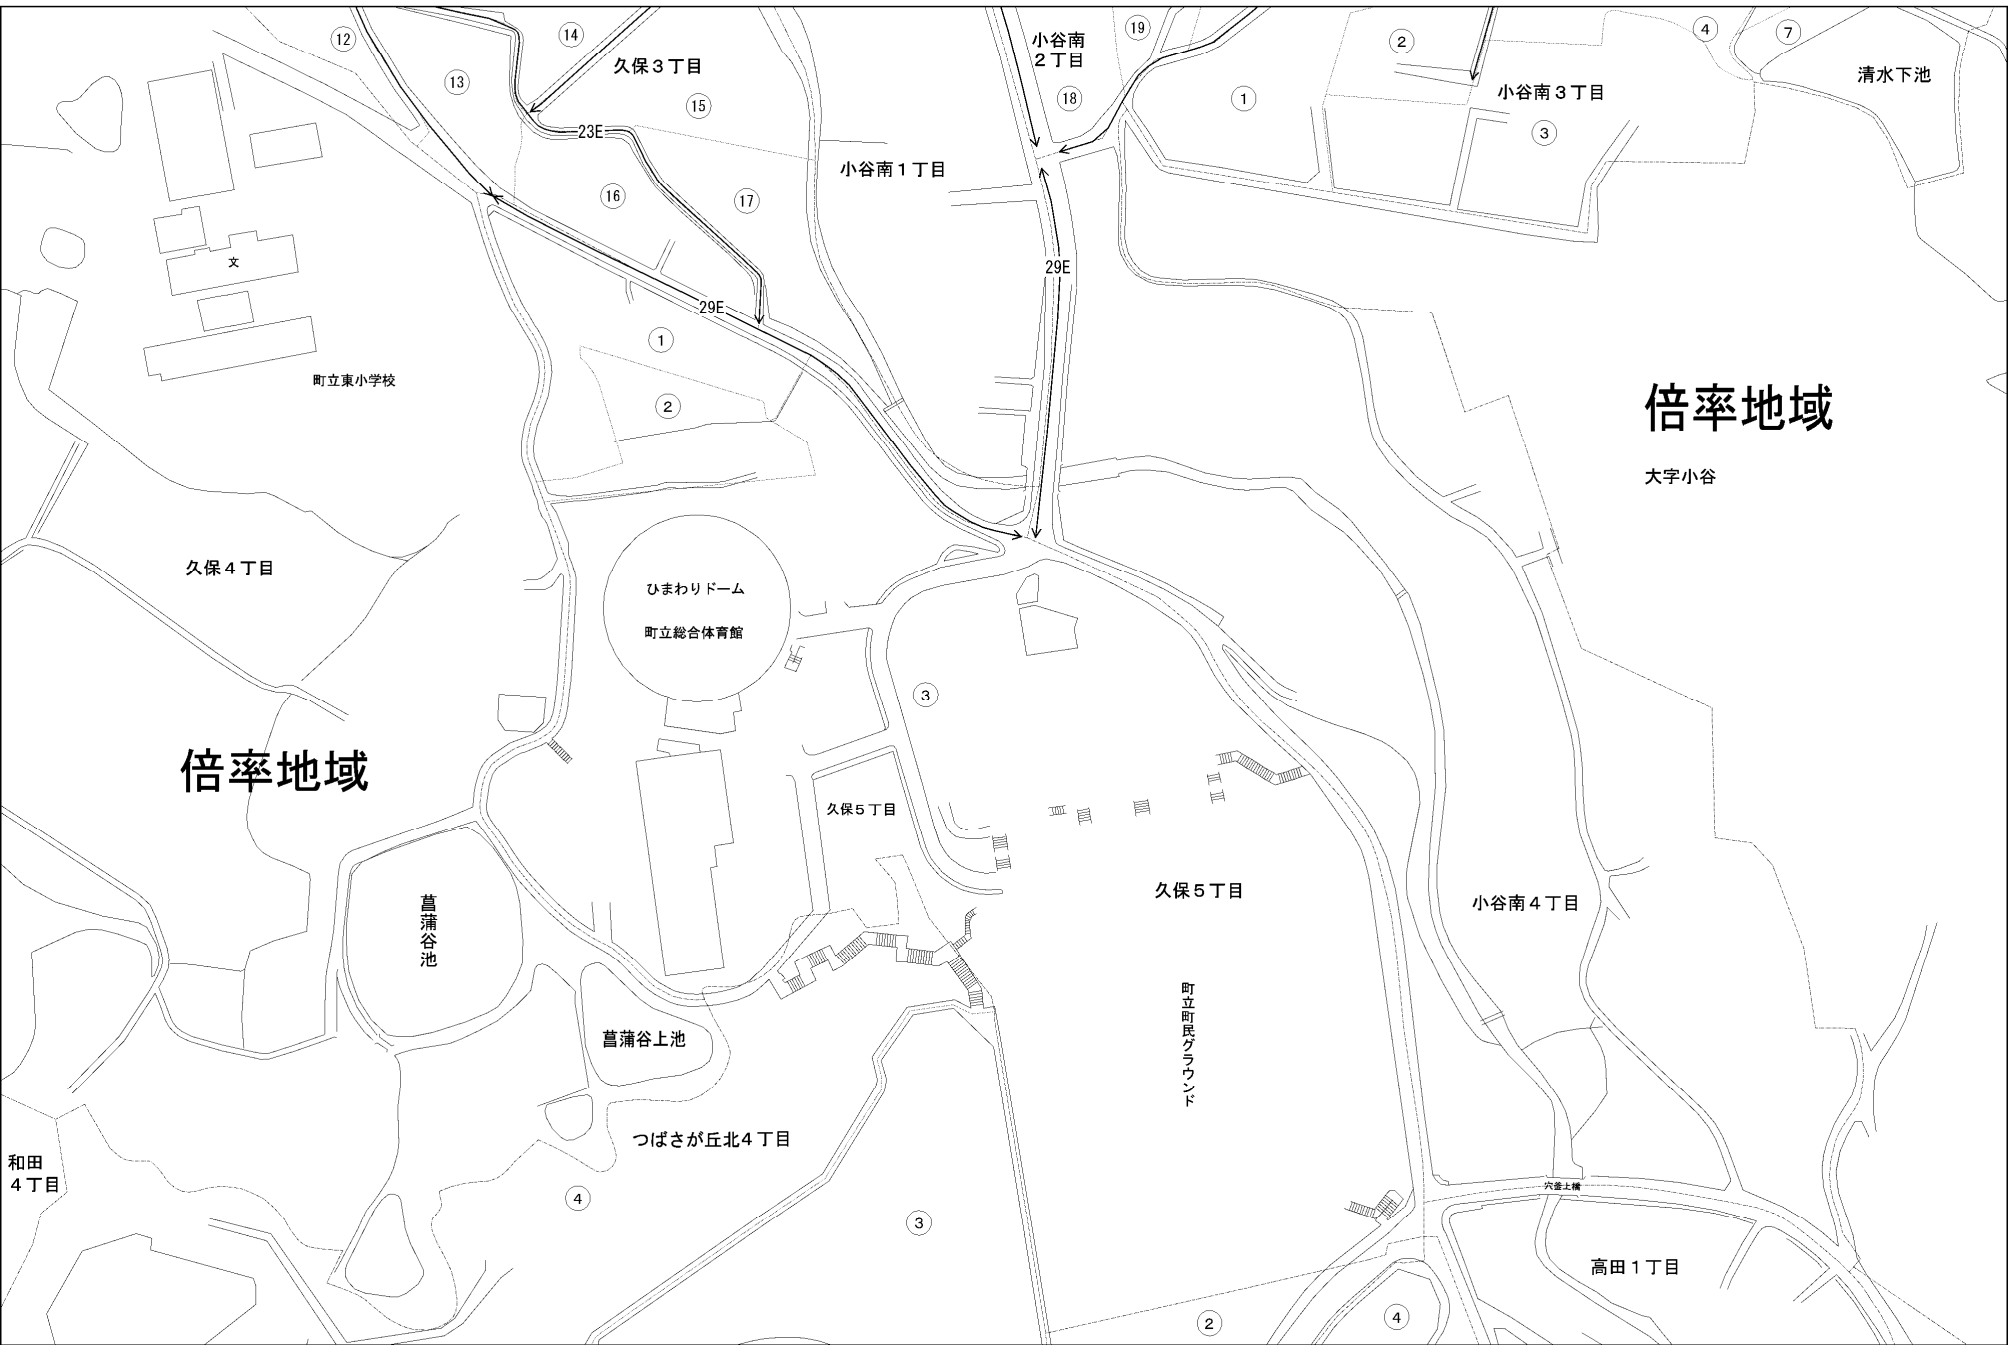 ⑫
⑭
久保３丁目
⑬
⑮
23E
小谷南
２丁目
⑲
⑱
①
②
④
⑦
清水下池
小谷南３丁目
③
小谷南１丁目
⑯
⑰
文
町立東小学校
29E
29E
①
②
倍率地域
大字小谷
久保４丁目
ひまわりドーム
町立総合体育館
③
倍率地域
久保５丁目
久保５丁目
小谷南４丁目
菖蒲谷池
町立町民グラウンド
菖蒲谷上池
つばさが丘北４丁目
和田
４丁目
④
③
穴釜上橋
高田１丁目
②
④